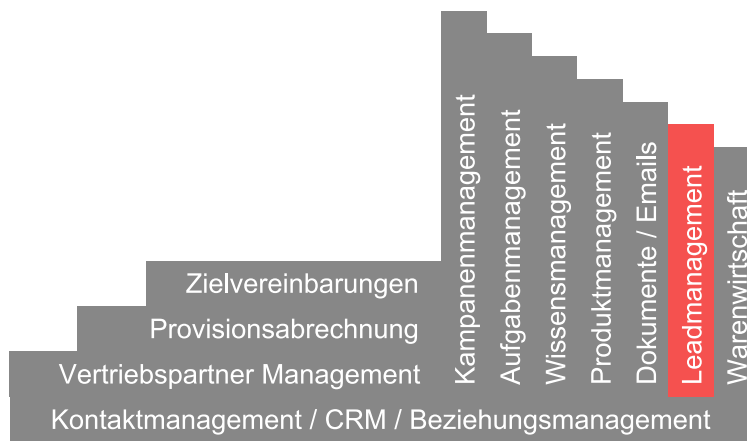 Zielvereinbarungen
Provisionsabrechnung
Vertriebspartner Management
Kampanenmanagement
Aufgabenmanagement
Wissensmanagement
Produktmanagement
Dokumente / Emails
Leadmanagement
Warenwirtschaft
Kontaktmanagement / CRM / Beziehungsmanagement